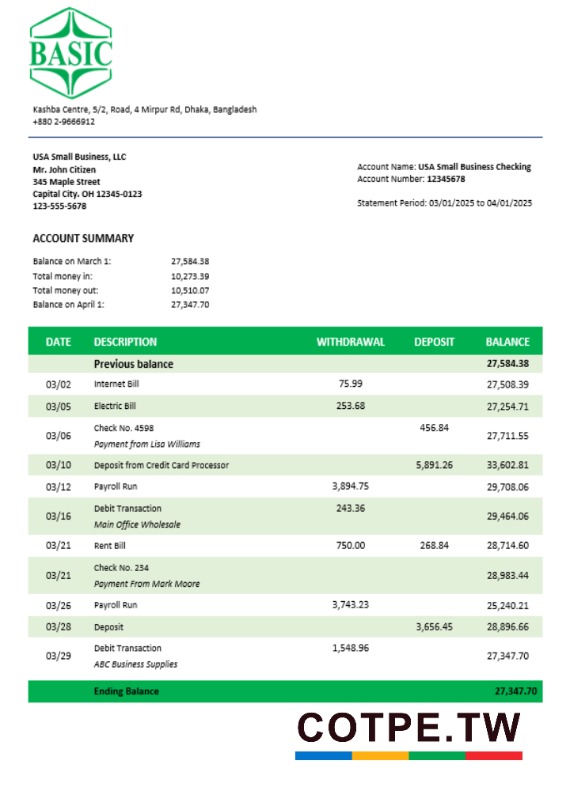 BASIC
Kashba Centre, 5/2, Road, 4 Mirpur Rd, Dhaka, Bangladesh
+880 2-9666912
USA Small Business, LLC
Mr. John Citizen
345 Maple Street
Capital City. OH 12345-0123
123-555-5678
Account Name: USA Small Business Checking
Account Number: 12345678
Statement Period: 03/01/2025 to 04/01/2025
ACCOUNT SUMMARY
Balance on March 1: 27,584.38
Total money in: 10,273.39
Total money out: 10,510.07
Balance on April 1: 27,347.70
DATE DESCRIPTION WITHDRAWAL DEPOSIT BALANCE
Previous balance 27,584.38
03/02 Internet Bill 75.99 27,508.39
03/05 Electric Bill 253.68 27,254.71
03/06 Check No. 4598 456.84 27,711.55
Payment from Lisa Williams
03/10 Deposit from Credit Card Processor 5,891.26 33,602.81
03/12 Payroll Run 3,894.75 29,708.06
03/16 Debit Transaction 243.36 29,464.06
Main Office Wholesale
03/21 Rent Bill 750.00 268.84 28,714.60
03/21 Check No. 234 28,983.44
Payment From Mark Moore
03/26 Payroll Run 3,743.23 25,240.21
03/28 Deposit 3,656.45 28,896.66
03/29 Debit Transaction 1,548.96 27,347.70
ABC Business Supplies
Ending Balance 27,347.70
COTPE.TW